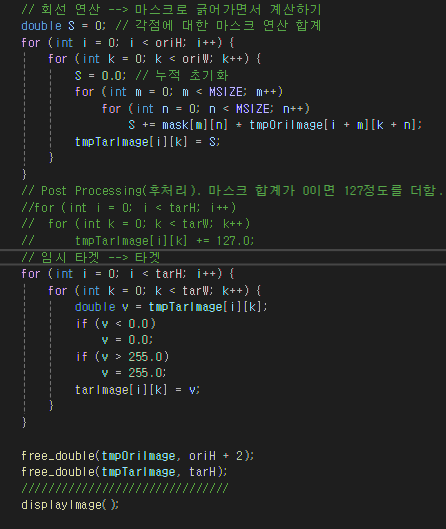 // 회선 연산 --> 마스크로 긁어가면서 계산하기
double S = 0; // 각점에 대한 마스크 연산 합계
for (int i = 0; i < oriH; i++) {
for (int k = 0; k < oriW; k++) {
S = 0.0; // 누적 초기화
for (int m = 0; m < MSIZE; m++)
for (int n = 0; n < MSIZE; n++)
S += mask[m][n] * tmpOriImage[i + m][k + n];
tmpTarImage[i][k] = S;
}
}
// Post Processing(후처리). 마스크 합계가 0이면 127정도를 더함.
//for (int i = 0; i < tarH; i++)
// for (int k = 0; k < tarW; k++)
// tmpTarImage[i][k] += 127.0;
// 임시 타겟 --> 타겟
for (int i = 0; i < tarH; i++) {
for (int k = 0; k < tarW; k++) {
double v = tmpTarImage[i][k];
if (v < 0.0)
v = 0.0;
if (v > 255.0)
v = 255.0;
tarImage[i][k] = v;
}
}
free_double(tmpOriImage, oriH + 2);
free_double(tmpTarImage, tarH);
///////////////////////////////
displayImage();